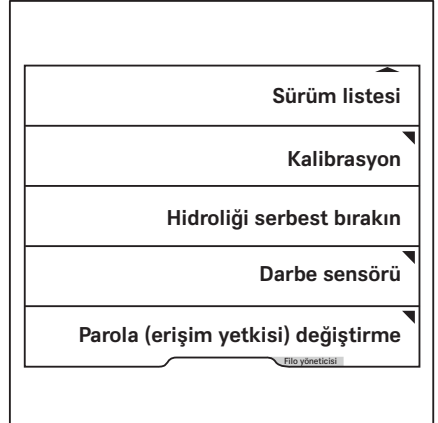 Sürüm listesi
Kalibrasyon
Hidroliği serbest bırakın
Darbe sensörü
Parola (erişim yetkisi) değiştirme
Filo yöneticisi